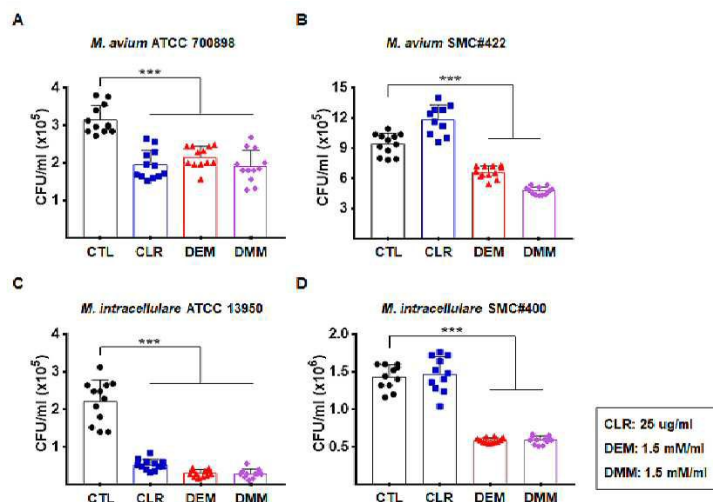 A
M. avium ATCC 700898
CFU/ml (x10⁵)
4
3
2
1
***
CTL CLR DEM DMM
B
M. avium SMC#422
CFU/ml (x10⁵)
15
12
9
6
3
***
CTL CLR DEM DMM
C
M. intracellulare ATCC 13950
CFU/ml (x10⁵)
4
3
2
1
***
CTL CLR DEM DMM
D
M. intracellulare SMC#400
CFU/ml (x10⁶)
2.0
1.5
1.0
0.5
***
CTL CLR DEM DMM
CLR: 25 ug/ml
DEM: 1.5 mM/ml
DMM: 1.5 mM/ml